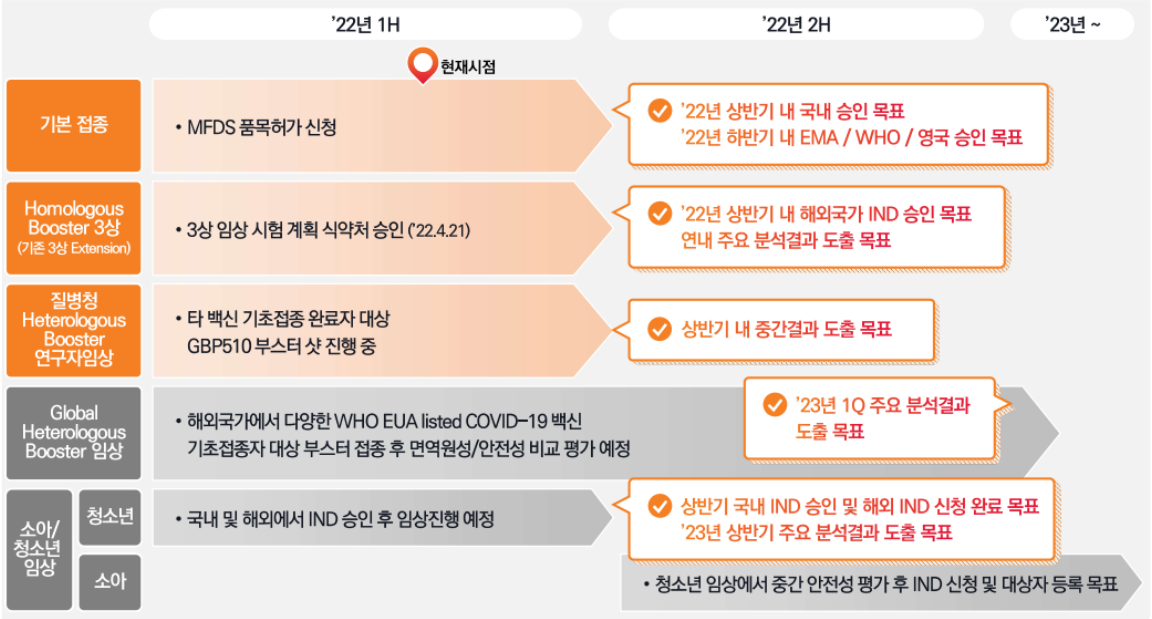 ’22년 1H
’22년 2H
’23년 ~
현재시점
기본 접종
• MFDS 품목허가 신청
’22년 상반기 내 국내 승인 목표
’22년 하반기 내 EMA / WHO / 영국 승인 목표
Homologous
Booster 3상
(기존 3상 Extension)
• 3상 임상 시험 계획 식약처 승인 (’22.4.21)
’22년 상반기 내 해외국가 IND 승인 목표
연내 주요 분석결과 도출 목표
질병청
Heterologous
Booster
연구자임상
• 타 백신 기초접종 완료자 대상
GBP510 부스터 샷 진행 중
상반기 내 중간결과 도출 목표
Global
Heterologous
Booster 임상
• 해외국가에서 다양한 WHO EUA listed COVID-19 백신
기초접종자 대상 부스터 접종 후 면역원성/안전성 비교 평가 예정
’23년 1Q 주요 분석결과
도출 목표
소아/
청소년
임상
청소년
• 국내 및 해외에서 IND 승인 후 임상진행 예정
상반기 국내 IND 승인 및 해외 IND 신청 완료 목표
’23년 상반기 주요 분석결과 도출 목표
소아
• 청소년 임상에서 중간 안전성 평가 후 IND 신청 및 대상자 등록 목표